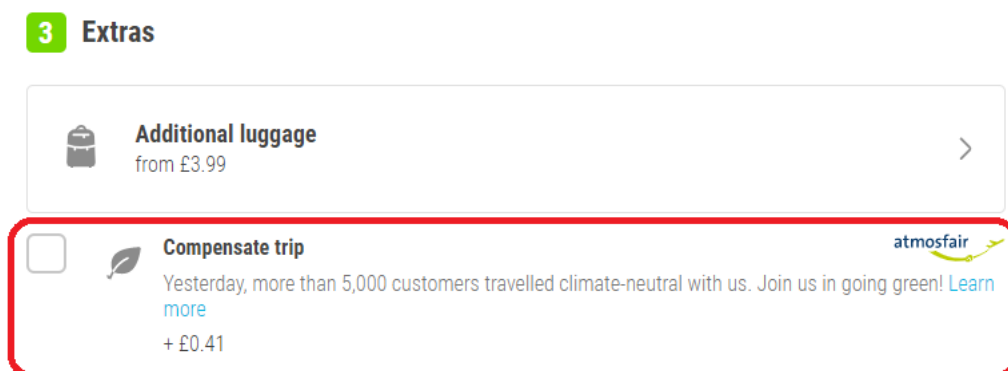 3 Extras
Additional luggage
from £3.99
Compensate trip
atmosfair
Yesterday, more than 5,000 customers travelled climate-neutral with us. Join us in going green! Learn
more
+ £0.41